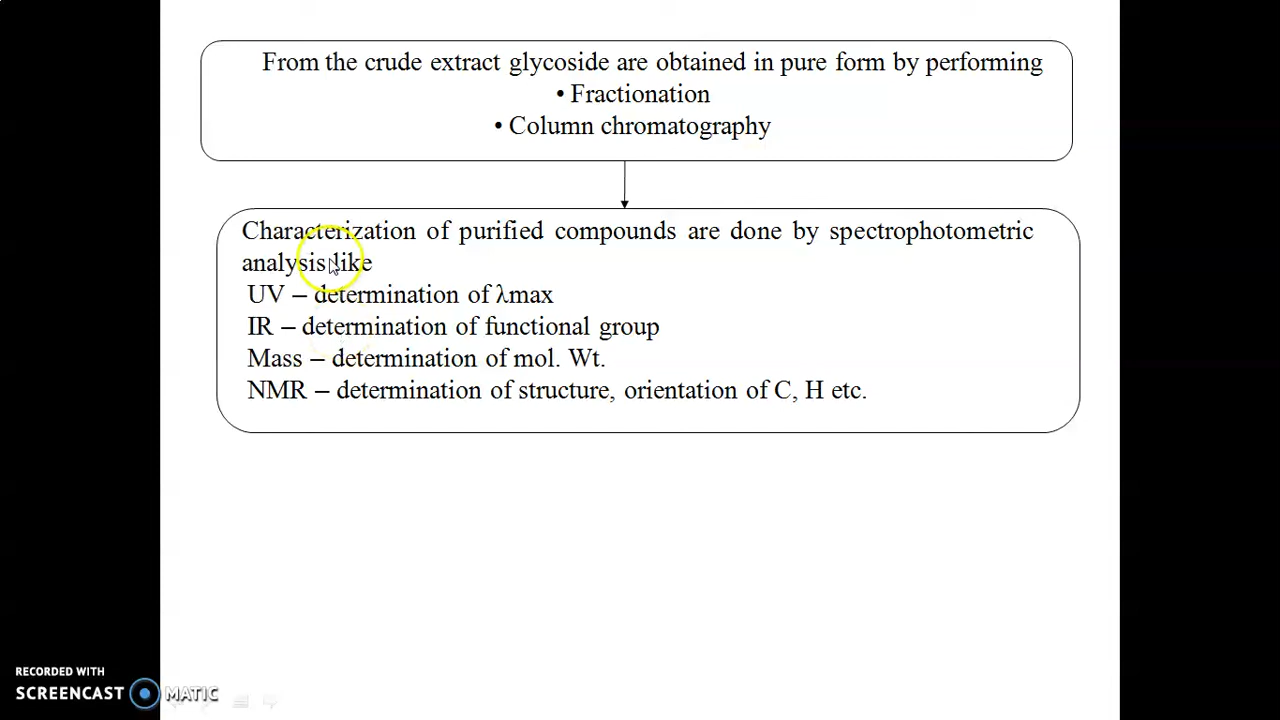 From the crude extract glycoside are obtained in pure form by performing
• Fractionation
• Column chromatography
Characterization of purified compounds are done by spectrophotometric
analysis like
UV – determination of λmax
IR – determination of functional group
Mass – determination of mol. Wt.
NMR – determination of structure, orientation of C, H etc.
RECORDED WITH
SCREENCAST MATIC